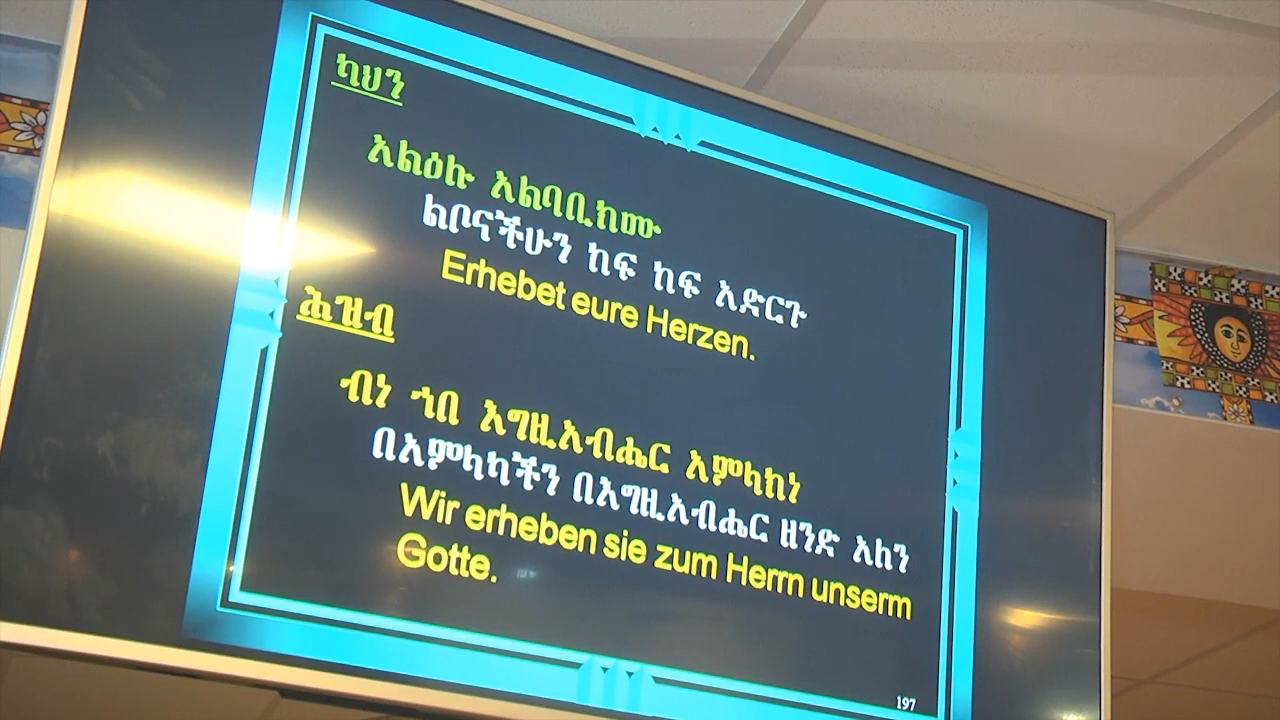 ካህን
አልዕሉ አልባቢክሙ
ልቦናችሁን ከፍ ከፍ አድርጉ
Erhebet eure Herzen.
ሕዝብ
ብነ ኀበ እግዚአብሔር አምላክነ
በአምላካችን በእግዚአብሔር ዘንድ አለን
Wir erheben sie zum Herrn unserm
Gotte.
197